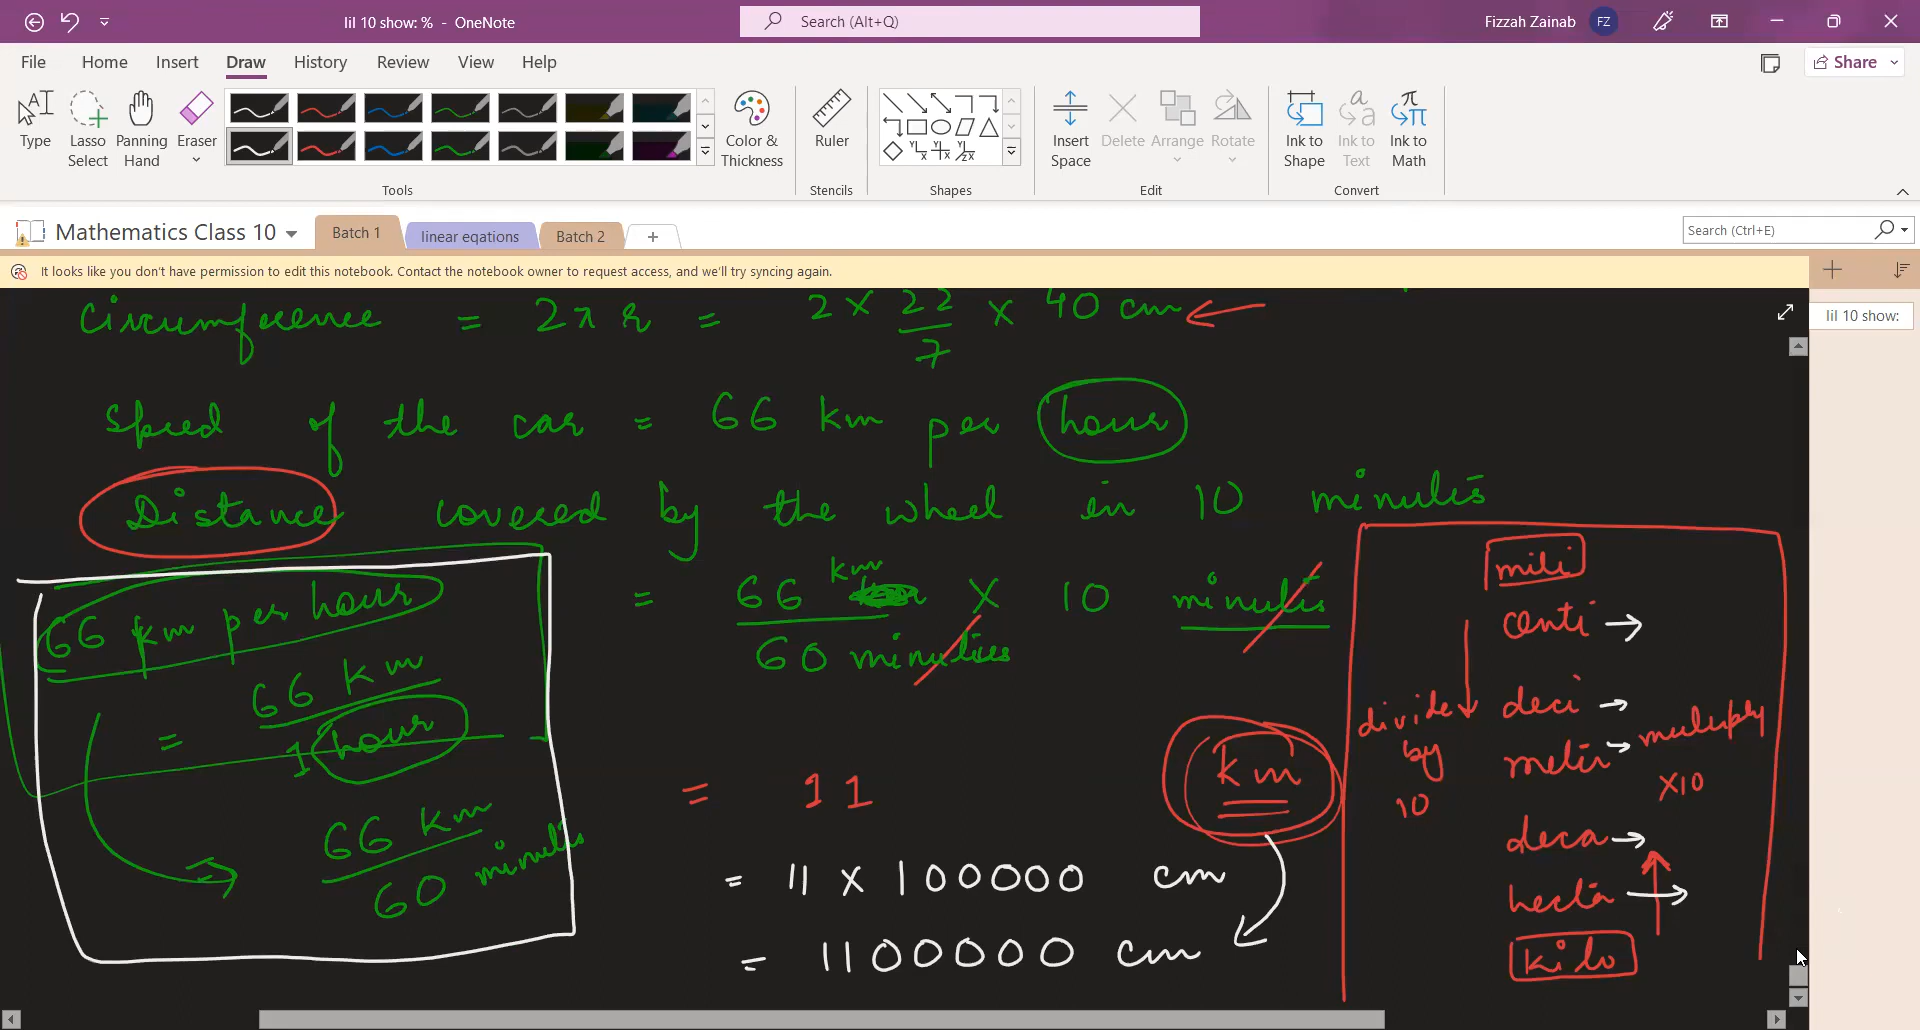 lil 10 show: % - OneNote
Search (Alt+Q)
Fizzah Zainab
FZ
File Home Insert Draw History Review View Help
Share
Type
Lasso Select
Panning Hand
Eraser
Color & Thickness
Ruler
Insert Space
Delete
Arrange
Rotate
Ink to Shape
Ink to Text
Ink to Math
Tools
Stencils
Shapes
Edit
Convert
Mathematics Class 10
Batch 1
linear eqations
Batch 2
Search (Ctrl+E)
It looks like you don't have permission to edit this notebook. Contact the notebook owner to request access, and we'll try syncing again.
lil 10 show:
Circumference = 2π r = 2 × 22/7 × 40 cm
Speed of the car = 66 km per hour
Distance covered by the wheel in 10 minutes
= 66 km / 60 minutes × 10 minutes
= 11 km
= 11 × 100000 cm
= 1100000 cm
66 km per hour
= 66 km / 1 hour
66 km / 60 minutes
mili
centi
deci
meter
deca
hecta
kilo
divide by 10
multiply ×10